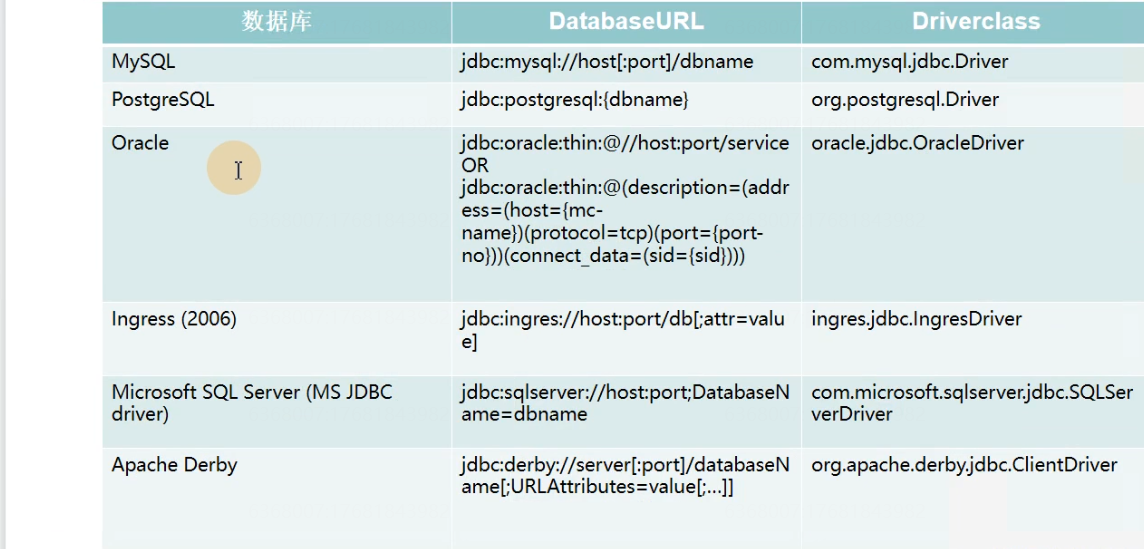 数据库 DatabaseURL Driverclass
MySQL jdbc:mysql://host[:port]/dbname com.mysql.jdbc.Driver
PostgreSQL jdbc:postgresql:{dbname} org.postgresql.Driver
Oracle jdbc:oracle:thin:@//host:port/service oracle.jdbc.OracleDriver
OR
jdbc:oracle:thin:@(description=(addr
ess=(host={mc-
name})(protocol=tcp)(port={port-
no}))(connect_data=(sid={sid})))
Ingress (2006) jdbc:ingres://host:port/db[;attr=valu ingres.jdbc.IngresDriver
e]
Microsoft SQL Server (MS JDBC jdbc:sqlserver://host:port;DatabaseN com.microsoft.sqlserver.jdbc.SQLSer
driver) ame=dbname verDriver
Apache Derby jdbc:derby://server[:port]/databaseN org.apache.derby.jdbc.ClientDriver
ame[;URLAttributes=value[;...]]